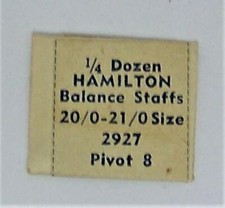 ¼ Dozen
HAMILTON
Balance Staffs
20/0-21/0 Size
2927
Pivot 8